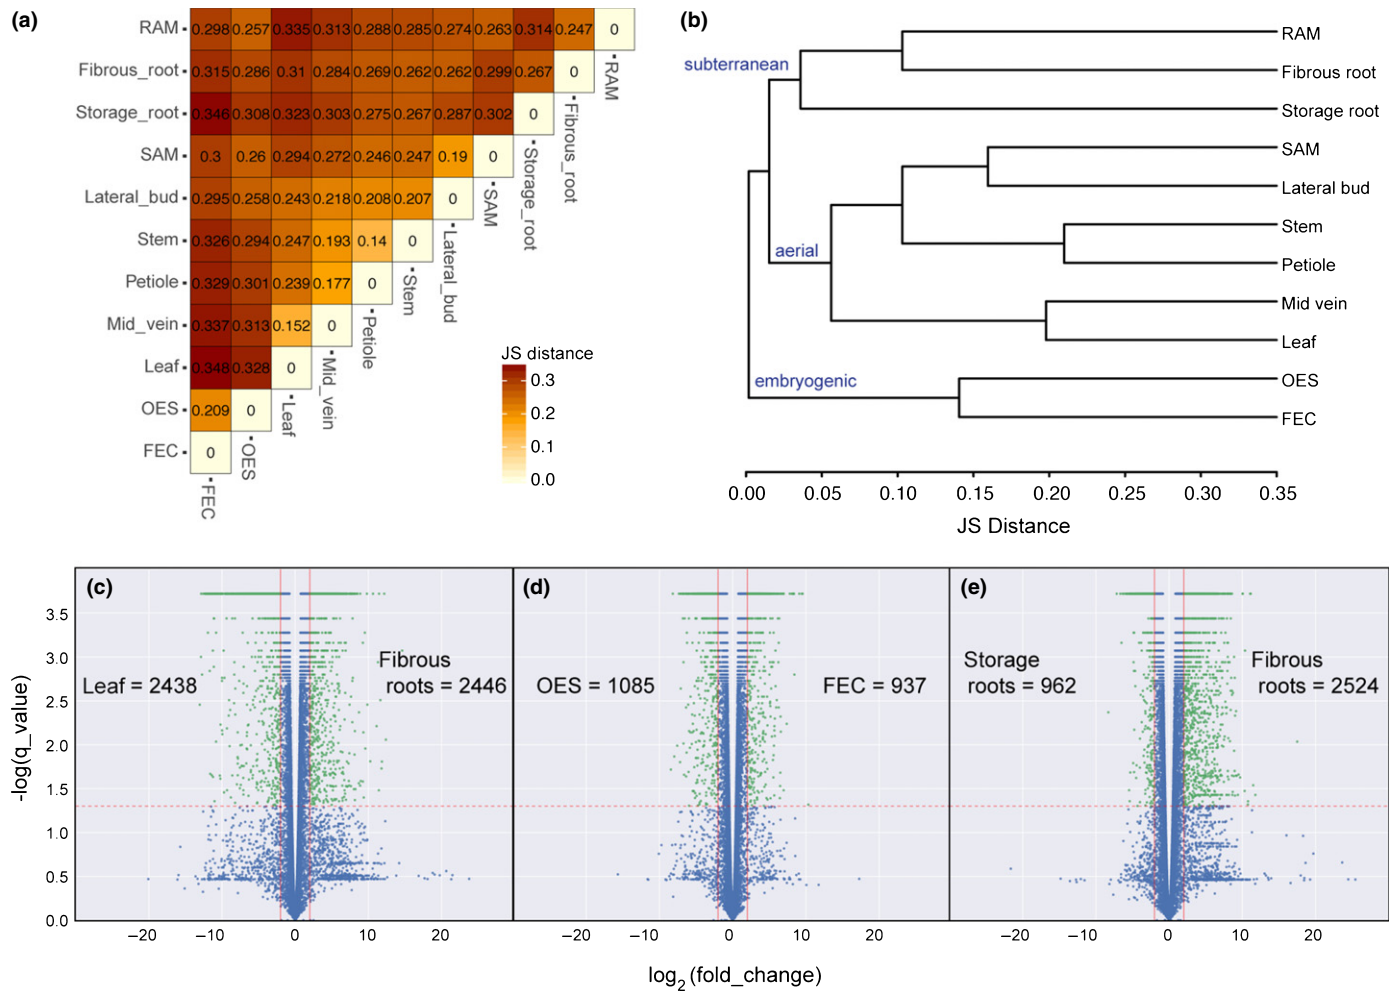 (a)
RAM 0.298 0.257 0.335 0.313 0.288 0.285 0.274 0.263 0.314 0.247 0
Fibrous_root 0.315 0.286 0.31 0.284 0.269 0.262 0.262 0.299 0.267 0
Storage_root 0.346 0.308 0.323 0.303 0.275 0.267 0.287 0.302 0
SAM 0.3 0.26 0.294 0.272 0.246 0.247 0.19 0
Lateral_bud 0.295 0.258 0.243 0.218 0.208 0.207 0
Stem 0.326 0.294 0.247 0.193 0.14 0
Petiole 0.329 0.301 0.239 0.177 0
Mid_vein 0.337 0.313 0.152 0
Leaf 0.348 0.328 0
OES 0.209 0
FEC 0
FEC
OES
Leaf
Mid_vein
Petiole
Stem
Lateral_bud
SAM
Storage_root
Fibrous_root
RAM
JS distance
0.3
0.2
0.1
0.0
(b)
subterranean
aerial
embryogenic
RAM
Fibrous root
Storage root
SAM
Lateral bud
Stem
Petiole
Mid vein
Leaf
OES
FEC
0.00 0.05 0.10 0.15 0.20 0.25 0.30 0.35
JS Distance
-log(q_value)
3.5
3.0
2.5
2.0
1.5
1.0
0.5
0.0
(c)
Leaf = 2438
Fibrous
roots = 2446
−20 −10 0 10 20
(d)
OES = 1085
FEC = 937
−20 −10 0 10 20
(e)
Storage
roots = 962
Fibrous
roots = 2524
−20 −10 0 10 20
log2 (fold_change)